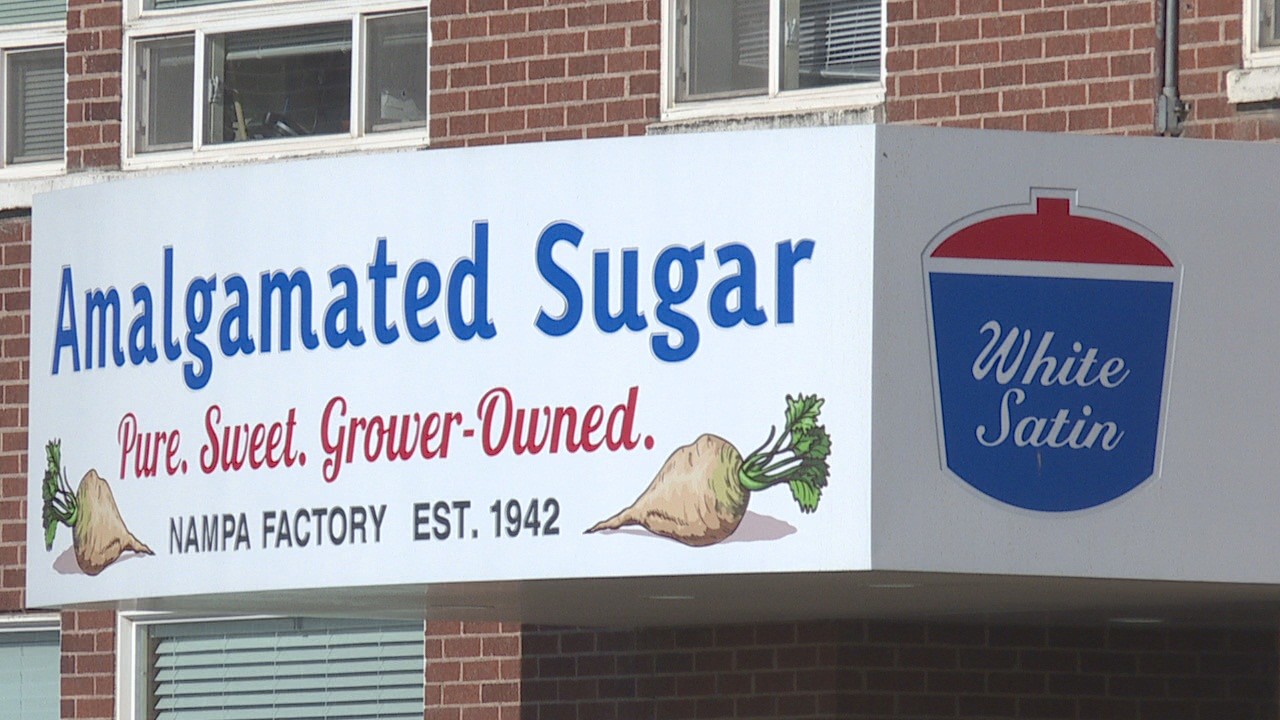 Amalgamated Sugar
Pure. Sweet. Grower-Owned.
NAMPA FACTORY EST. 1942
White
Satin